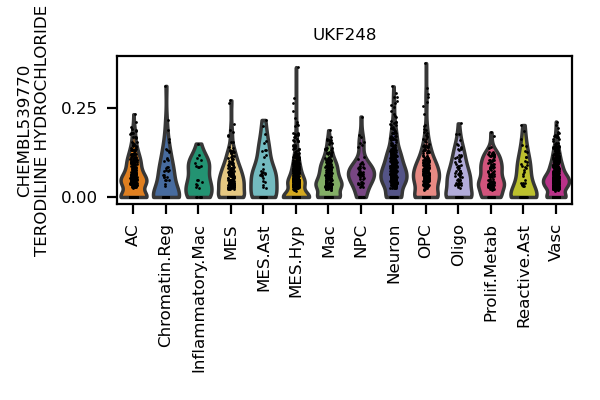 UKF248
CHEMBL539770
TERODILINE HYDROCHLORIDE
0.25
0.00
AC
Chromatin.Reg
Inflammatory.Mac
MES
MES.Ast
MES.Hyp
Mac
NPC
Neuron
OPC
Oligo
Prolif.Metab
Reactive.Ast
Vasc